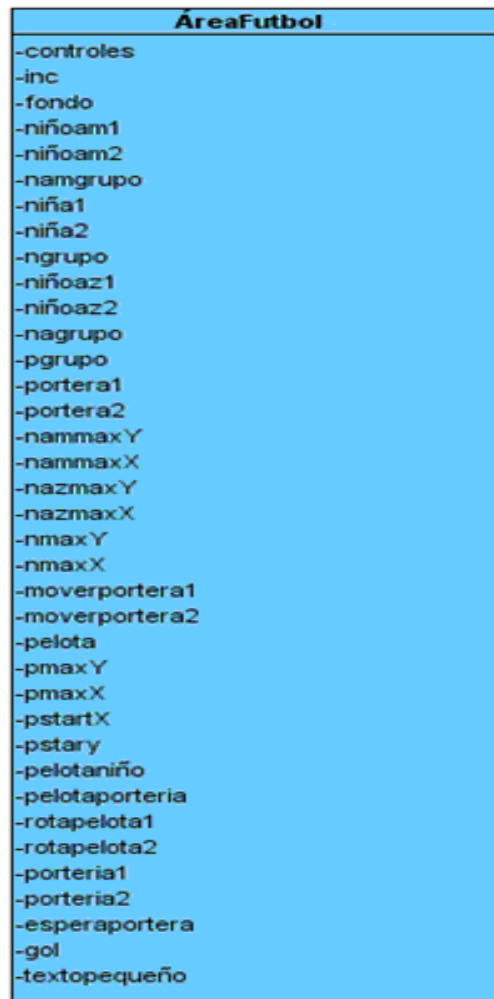 ÁreaFutbol
-controles
-inc
-fondo
-niñoam1
-niñoam2
-namgrupo
-niña1
-niña2
-ngrupo
-niñoaz1
-niñoaz2
-nagrupo
-pgrupo
-portera1
-portera2
-nammaxY
-nammaxX
-nazmaxY
-nazmaxX
-nmaxY
-nmaxX
-moverportera1
-moverportera2
-pelota
-pmaxY
-pmaxX
-pstartX
-pstary
-pelotaniño
-pelotaporteria
-rotapelota1
-rotapelota2
-porteria1
-porteria2
-esperaportera
-gol
-textopequeño